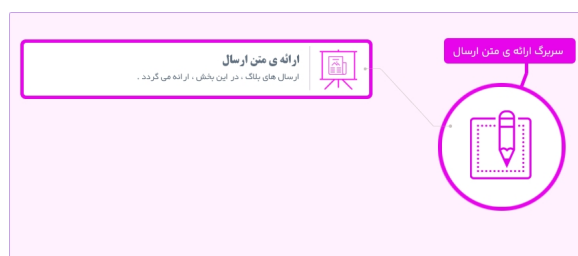 سربرگ ارائه ی متن ارسال
ارائه ی متن ارسال
ارسال های بلاگ ، در این بخش ، ارائه می گردد .